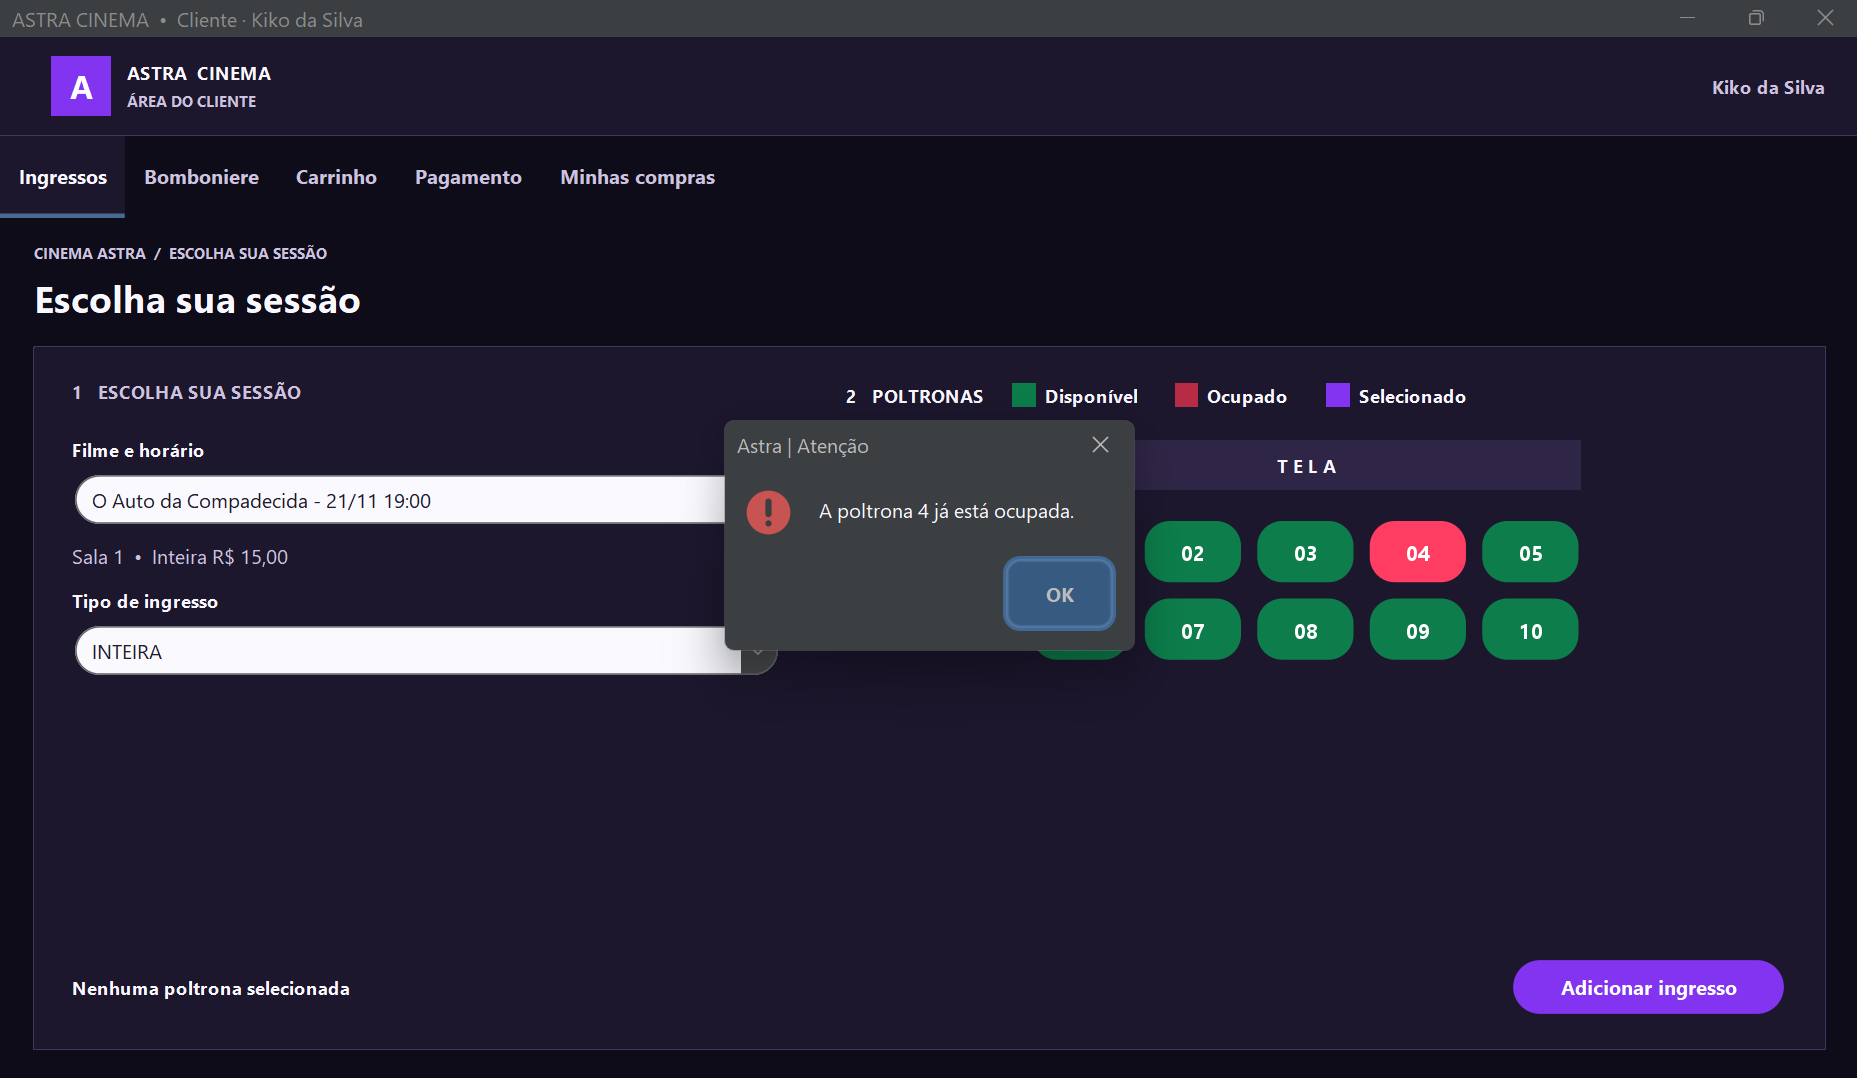 ASTRA CINEMA • Cliente · Kiko da Silva
A
ASTRA CINEMA
ÁREA DO CLIENTE
Kiko da Silva
Ingressos
Bomboniere
Carrinho
Pagamento
Minhas compras
CINEMA ASTRA / ESCOLHA SUA SESSÃO
Escolha sua sessão
1 ESCOLHA SUA SESSÃO
Filme e horário
O Auto da Compadecida - 21/11 19:00
Sala 1 • Inteira R$ 15,00
Tipo de ingresso
INTEIRA
2 POLTRONAS
Disponível
Ocupado
Selecionado
TELA
02
03
04
05
07
08
09
10
Astra | Atenção
A poltrona 4 já está ocupada.
OK
Nenhuma poltrona selecionada
Adicionar ingresso